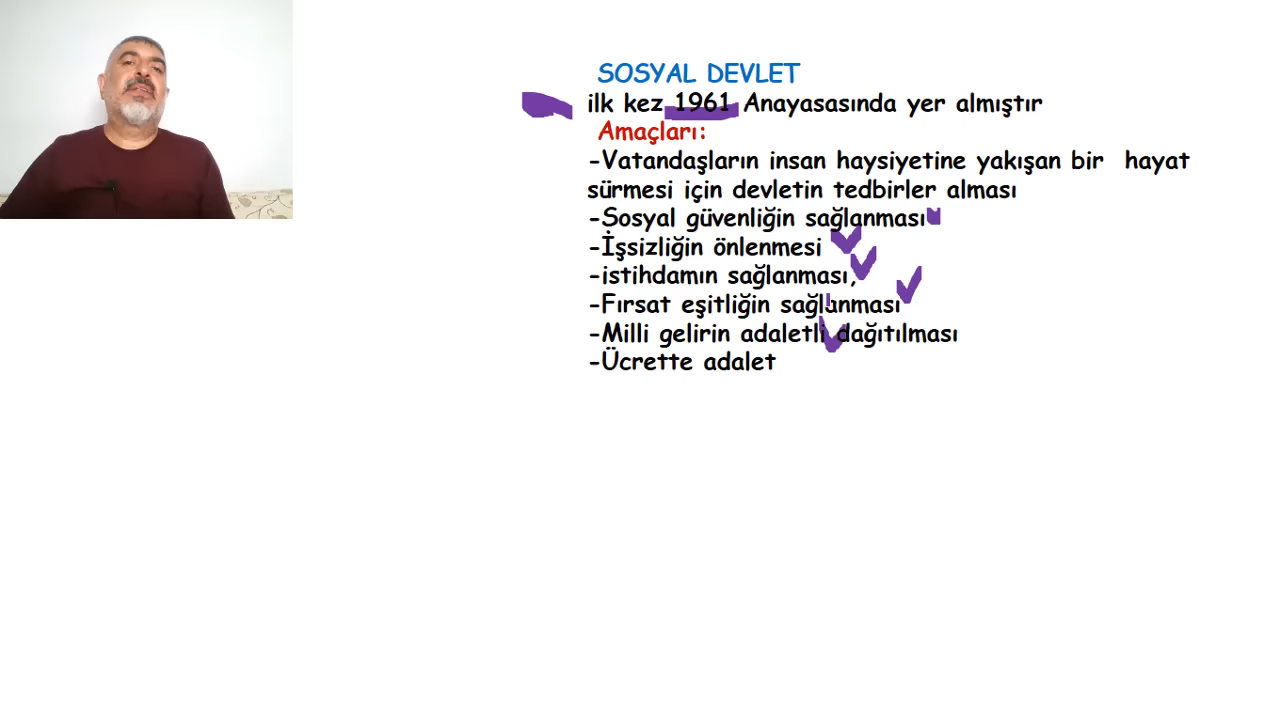 SOSYAL DEVLET
ilk kez 1961 Anayasasında yer almıştır
Amaçları:
-Vatandaşların insan haysiyetine yakışan bir hayat
sürmesi için devletin tedbirler alması
-Sosyal güvenliğin sağlanması
-İşsizliğin önlenmesi
-istihdamın sağlanması,
-Fırsat eşitliğin sağlanması
-Milli gelirin adaletli dağıtılması
-Ücrette adalet